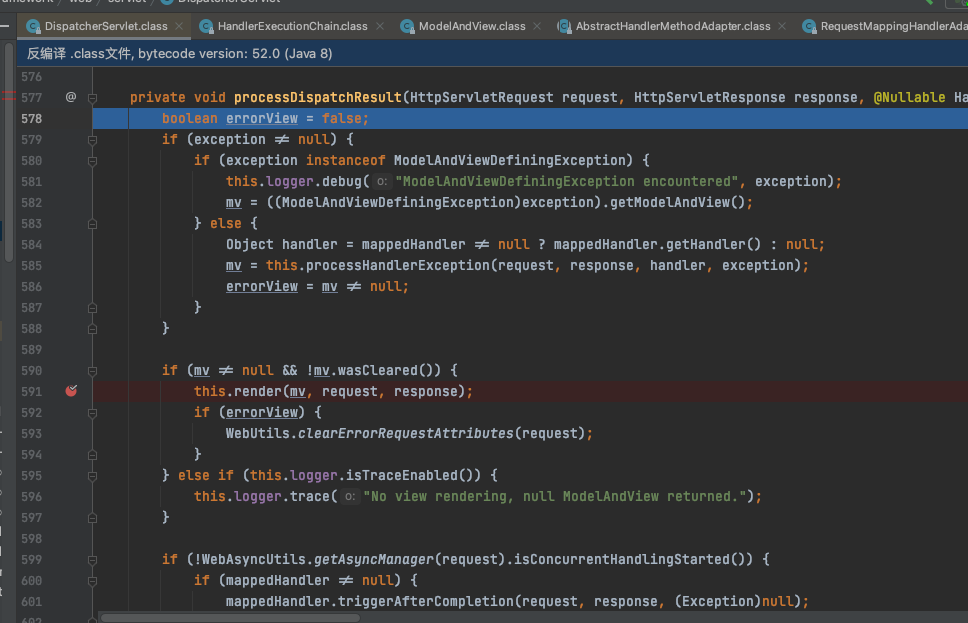 DispatcherServlet.class HandlerExecutionChain.class ModelAndView.class AbstractHandlerMethodAdapter.class RequestMappingHandlerAda
反编译 .class文件, bytecode version: 52.0 (Java 8)
576
577 @ private void processDispatchResult(HttpServletRequest request, HttpServletResponse response, @Nullable Ha
578 boolean errorView = false;
579 if (exception ≠ null) {
580 if (exception instanceof ModelAndViewDefiningException) {
581 this.logger.debug( o: "ModelAndViewDefiningException encountered", exception);
582 mv = ((ModelAndViewDefiningException)exception).getModelAndView();
583 } else {
584 Object handler = mappedHandler ≠ null ? mappedHandler.getHandler() : null;
585 mv = this.processHandlerException(request, response, handler, exception);
586 errorView = mv ≠ null;
587 }
588 }
589
590 if (mv ≠ null && !mv.wasCleared()) {
591 this.render(mv, request, response);
592 if (errorView) {
593 WebUtils.clearErrorRequestAttributes(request);
594 }
595 } else if (this.logger.isTraceEnabled()) {
596 this.logger.trace( o: "No view rendering, null ModelAndView returned.");
597 }
598
599 if (!WebAsyncUtils.getAsyncManager(request).isConcurrentHandlingStarted()) {
600 if (mappedHandler ≠ null) {
601 mappedHandler.triggerAfterCompletion(request, response, (Exception)null);